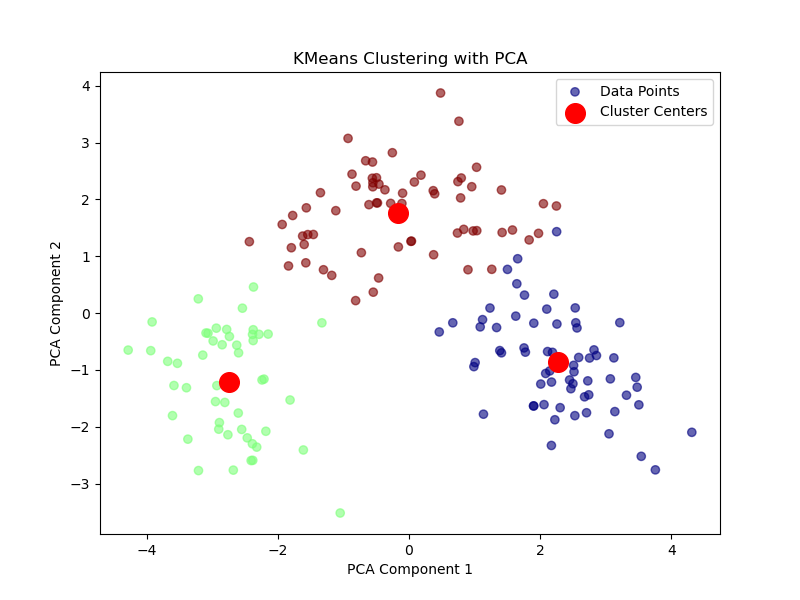 KMeans Clustering with PCA
Data Points
Cluster Centers
4
3
2
1
0
−1
−2
−3
PCA Component 2
−4
−2
0
2
4
PCA Component 1